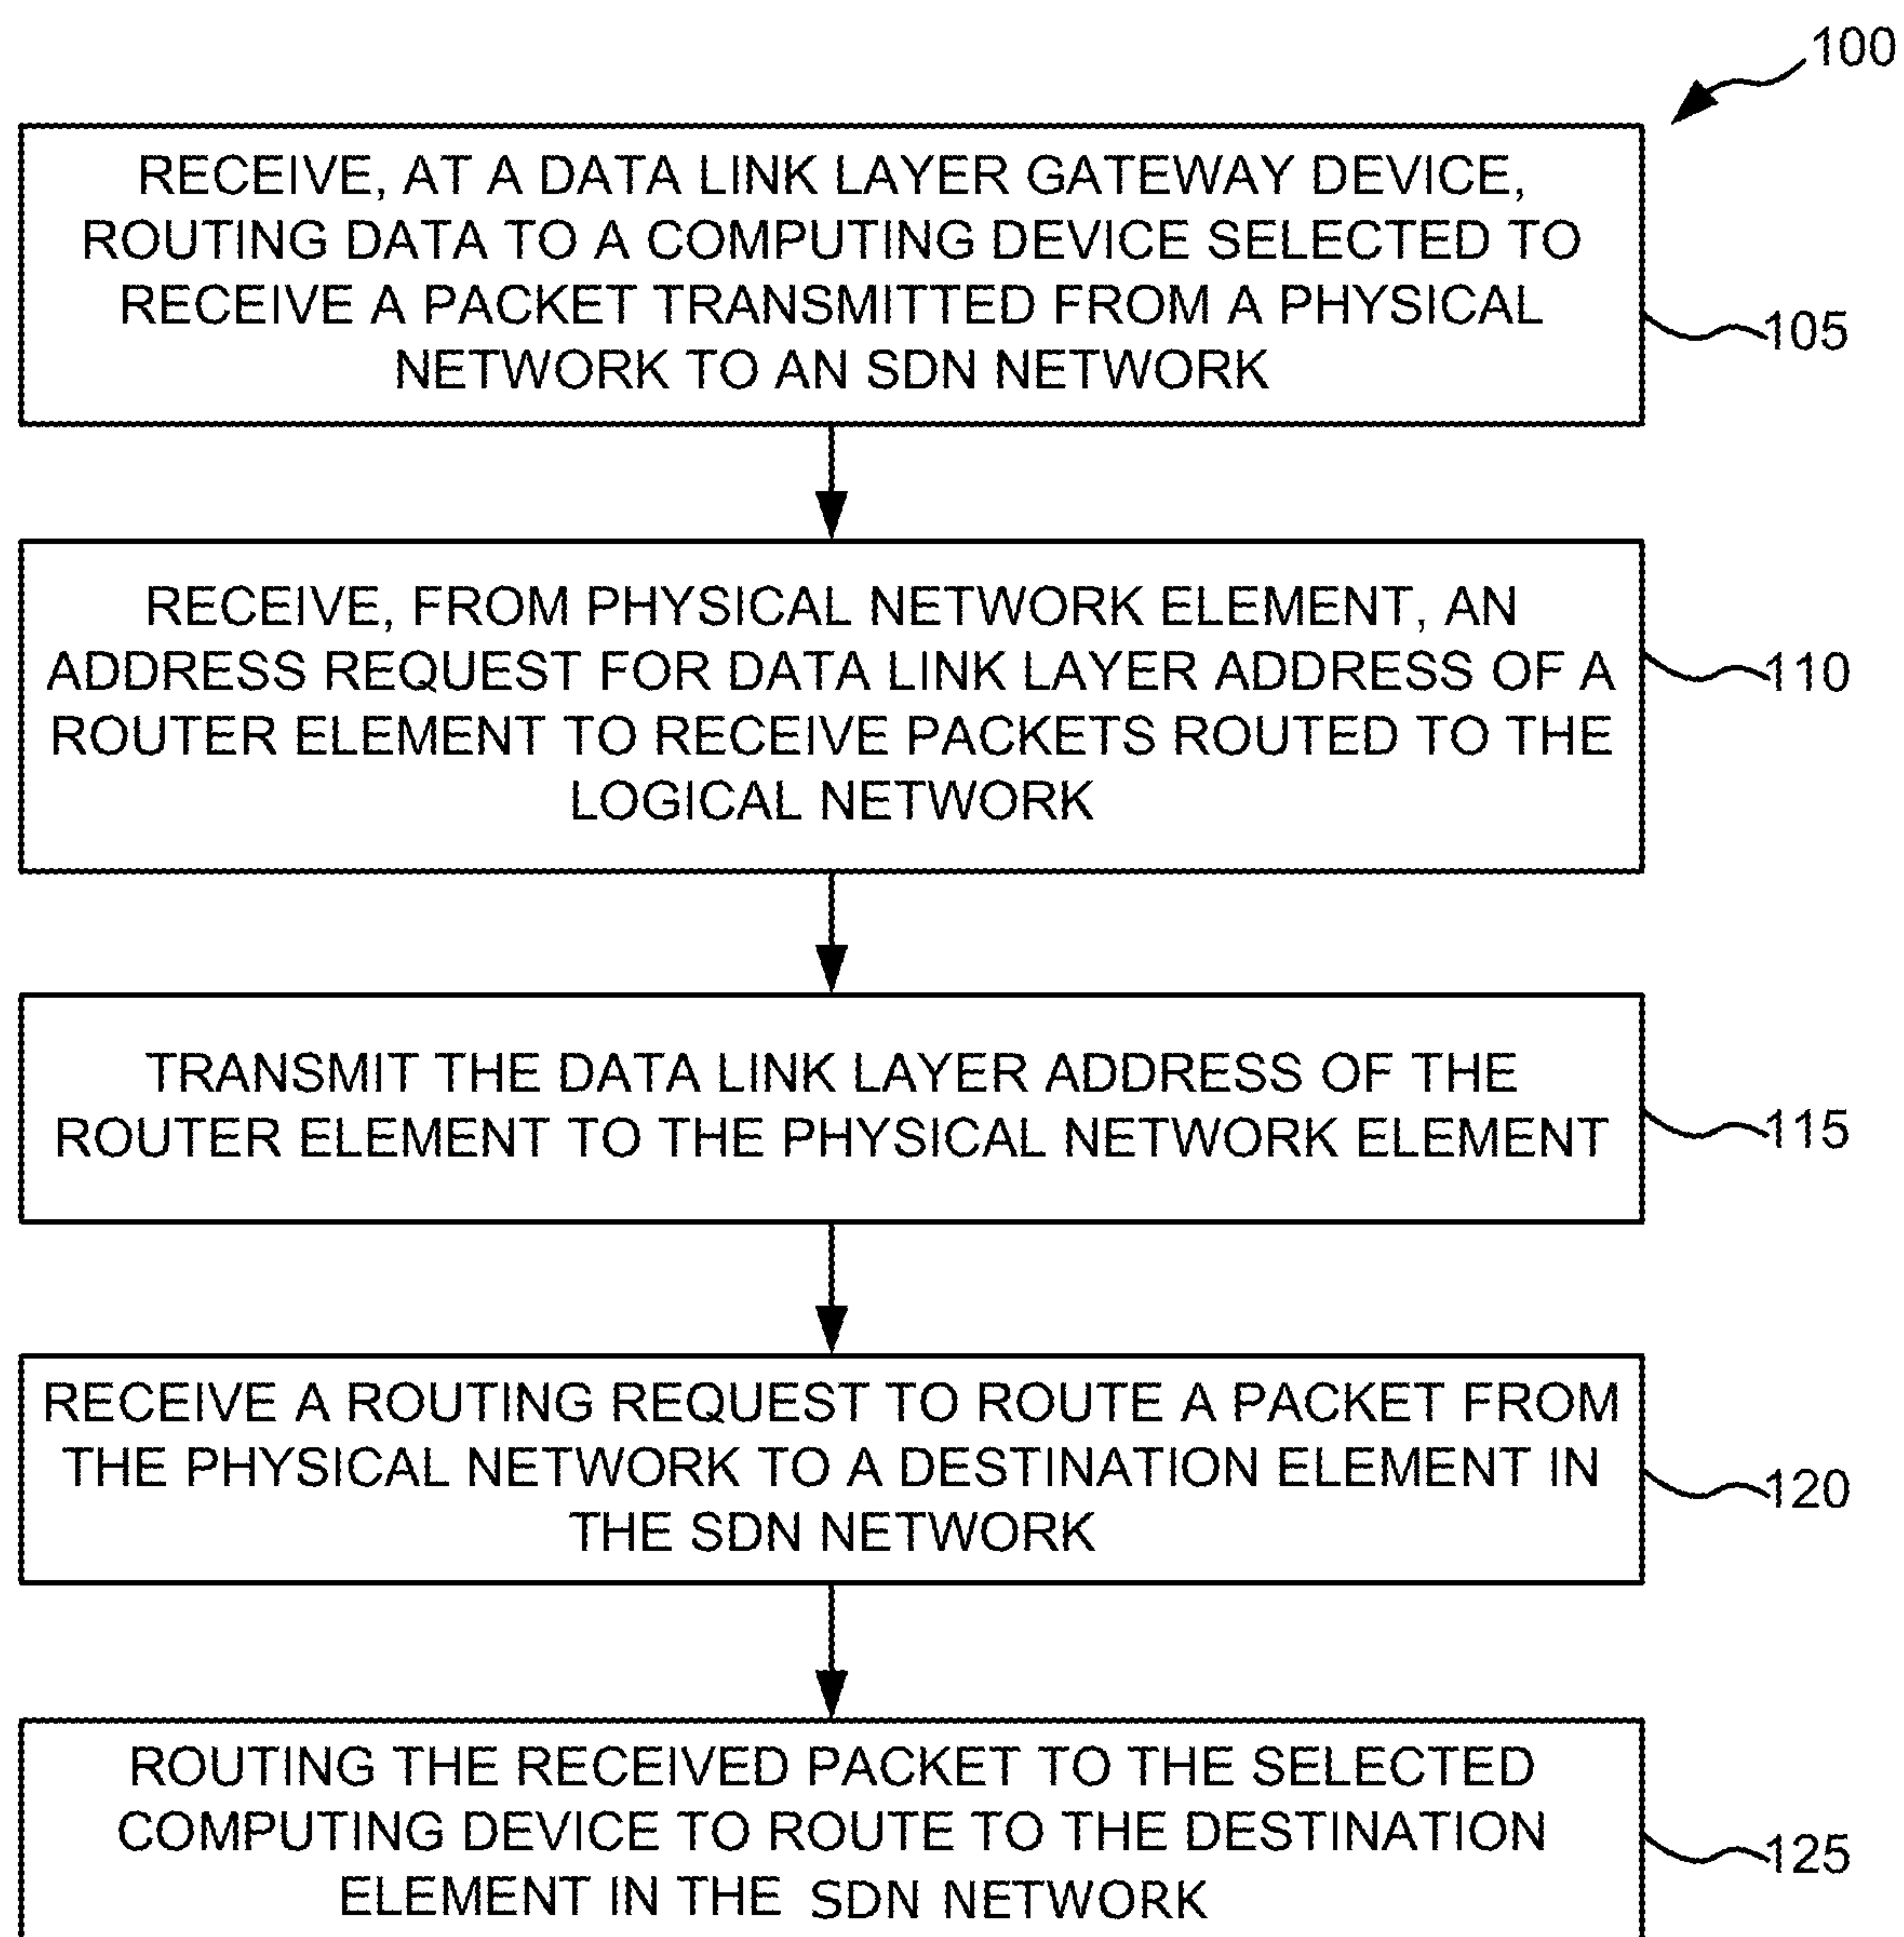 100
RECEIVE, AT A DATA LINK LAYER GATEWAY DEVICE,
ROUTING DATA TO A COMPUTING DEVICE SELECTED TO
RECEIVE A PACKET TRANSMITTED FROM A PHYSICAL
NETWORK TO AN SDN NETWORK
105
RECEIVE, FROM PHYSICAL NETWORK ELEMENT, AN
ADDRESS REQUEST FOR DATA LINK LAYER ADDRESS OF A
ROUTER ELEMENT TO RECEIVE PACKETS ROUTED TO THE
LOGICAL NETWORK
110
TRANSMIT THE DATA LINK LAYER ADDRESS OF THE
ROUTER ELEMENT TO THE PHYSICAL NETWORK ELEMENT
115
RECEIVE A ROUTING REQUEST TO ROUTE A PACKET FROM
THE PHYSICAL NETWORK TO A DESTINATION ELEMENT IN
THE SDN NETWORK
120
ROUTING THE RECEIVED PACKET TO THE SELECTED
COMPUTING DEVICE TO ROUTE TO THE DESTINATION
ELEMENT IN THE SDN NETWORK
125